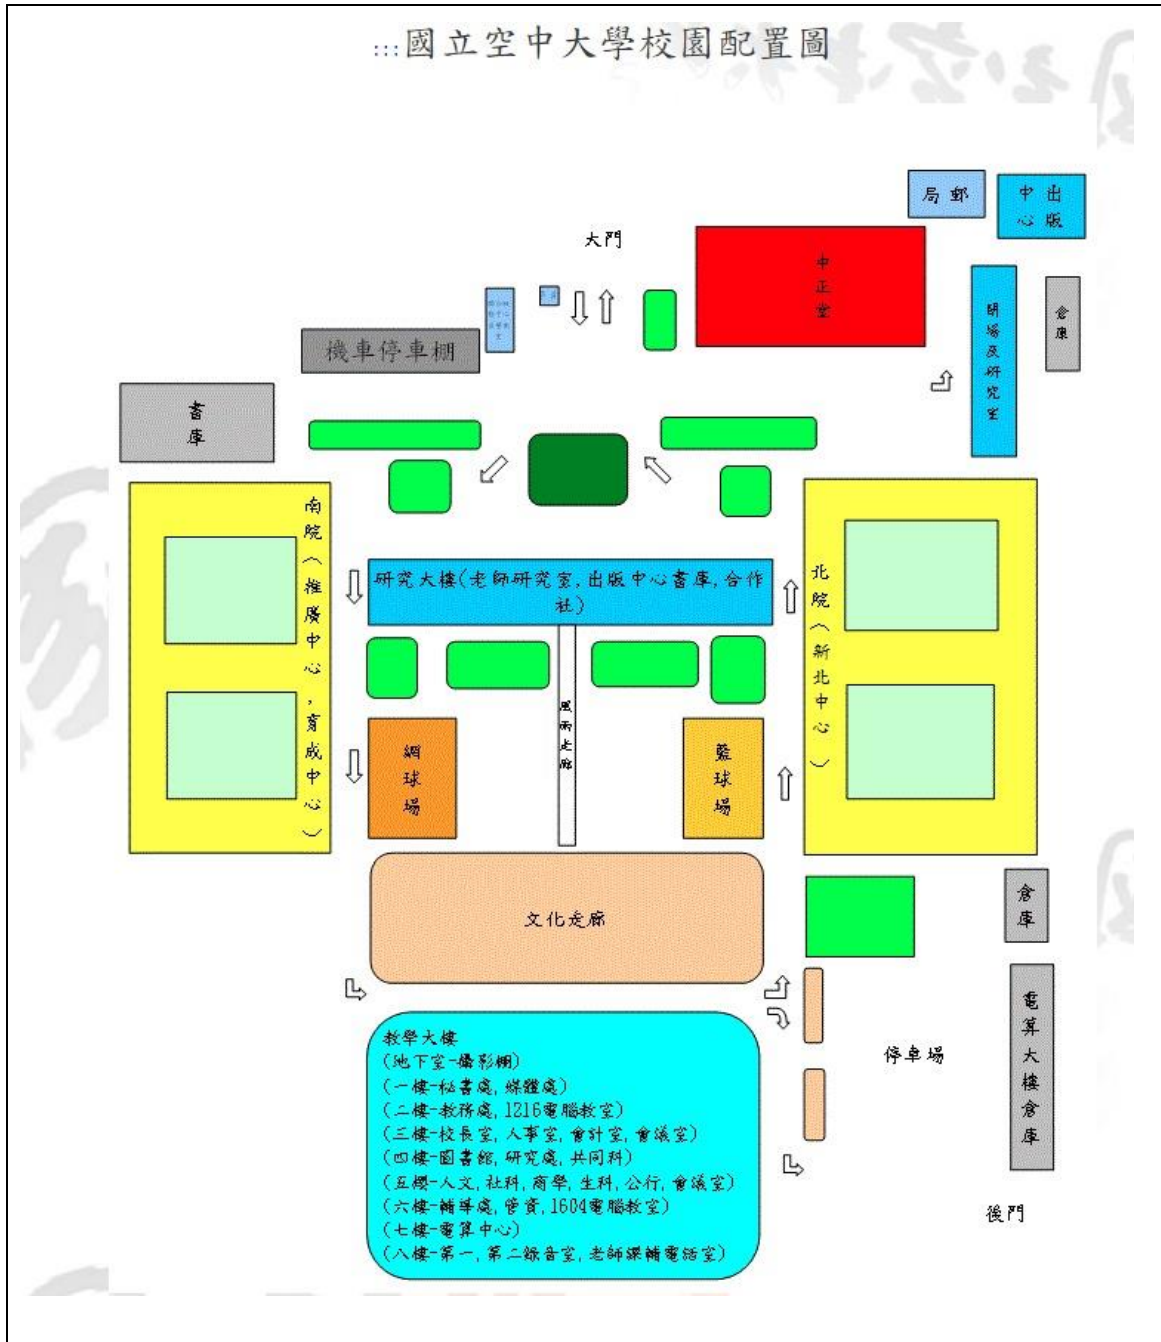 :::國立空中大學校園配置圖
局郵
中出
心版
大門
中正堂
倉庫
機車停車棚
書庫
南院(推廣中心,育成中心)
研究大樓(老師研究室,出版中心書庫,合作
社)
北院(新北中心)
風雨走廊
網球場
籃球場
文化走廊
倉庫
教學大樓
(地下室-攝影棚)
(一樓-秘書處,媒體處)
(二樓-教務處,1216電腦教室)
(三樓-校長室,人事室,會計室,會議室)
(四樓-圖書館,研究處,共同科)
(五樓-人文,社科,商學,生科,公行,會議室)
(六樓-輔導處,管資,1604電腦教室)
(七樓-電算中心)
(八樓-第一,第二錄音室,老師課輔電話室)
停車場
電算大樓倉庫
後門